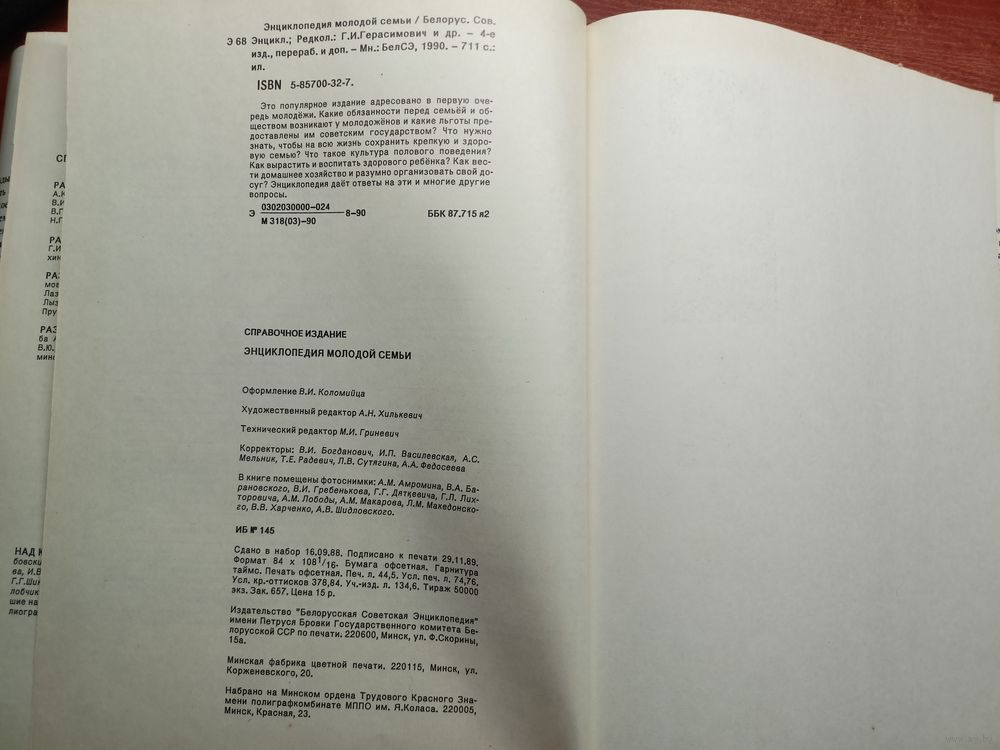 Энциклопедия молодой семьи / Белорус. Сов.
Э 68 Энцикл.; Редкол.: Г.И.Герасимович и др. – 4-е
изд., перераб. и доп. – Мн.: БелСЭ, 1990. – 711 с.:
ил.
ISBN 5-85700-32-7.
Это популярное издание адресовано в первую оче-
редь молодёжи. Какие обязанности перед семьёй и об-
ществом возникают у молодожёнов и какие льготы пре-
доставлены им советским государством? Что нужно
знать, чтобы на всю жизнь сохранить крепкую и здоро-
вую семью? Что такое культура полового поведения?
Как вырастить и воспитать здорового ребёнка? Как вес-
ти домашнее хозяйство и разумно организовать свой до-
суг? Энциклопедия даёт ответы на эти и многие другие
вопросы.
Э 0302030000–024 8–90
М 318(03)–90
ББК 87.715 я2
СПРАВОЧНОЕ ИЗДАНИЕ
ЭНЦИКЛОПЕДИЯ МОЛОДОЙ СЕМЬИ
Оформление В.И. Коломийца
Художественный редактор А.Н. Хилькевич
Технический редактор М.И. Гриневич
Корректоры: В.И. Богданович, И.П. Василевская, А.С.
Мельник, Т.Е. Радевич, Л.В. Сутягина, А.А. Федосеева
В книге помещены фотоснимки: А.М. Амромина, В.А. Ба-
рановского, В.И. Гребенькова, Г.Г. Дяткевича, Г.Л. Лих-
торовича, А.М. Лободы, А.М. Макарова, Л.М. Македонско-
го, В.В. Харченко, А.В. Шидловского.
ИБ № 145
Сдано в набор 16.09.88. Подписано к печати 29.11.89.
Формат 84 х 108 1/16. Бумага офсетная. Гарнитура
таймс. Печать офсетная. Печ. л. 44,5. Усл. печ. л. 74,76.
Усл. кр.-оттисков 378,84. Уч.-изд. л. 134,6. Тираж 50000
экз. Зак. 657. Цена 15 р.
Издательство "Белорусская Советская Энциклопедия"
имени Петруся Бровки Государственного комитета Бе-
лорусской ССР по печати. 220600, Минск, ул. Ф.Скорины,
15а.
Минская фабрика цветной печати. 220115, Минск, ул.
Корженевского, 20.
Набрано на Минском ордена Трудового Красного Зна-
мени полиграфкомбинате МППО им. Я.Коласа. 220005,
Минск, Красная, 23.